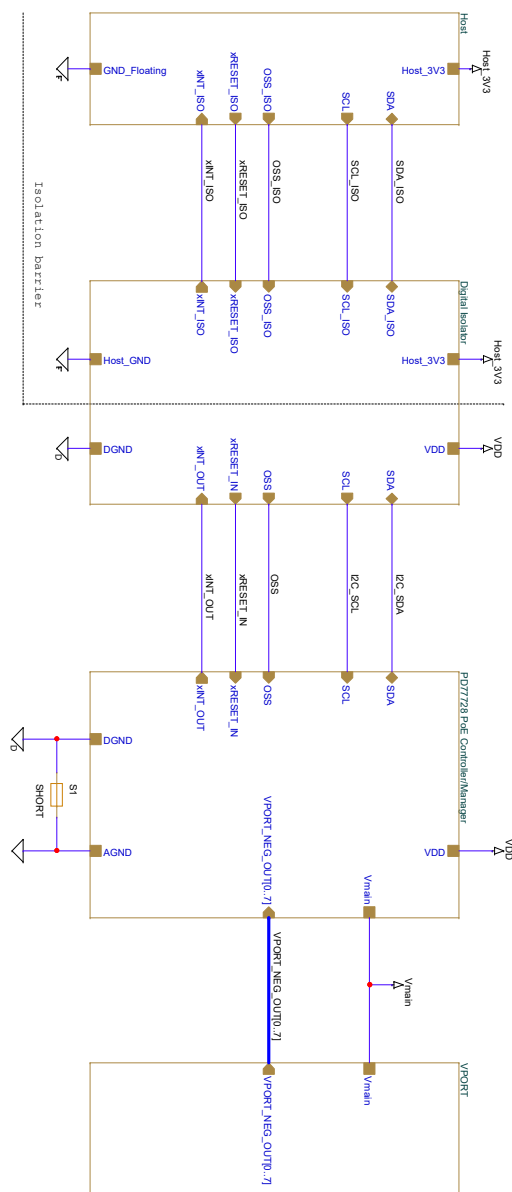 Host
Host_3V3
Host_3V3
GND_Floating
F
xINT_ISO
xRESET_ISO
OSS_ISO
SCL
SDA
xINT_ISO
xRESET_ISO
OSS_ISO
SCL_ISO
SDA_ISO
Isolation barrier
Digital Isolator
xINT_ISO
xRESET_ISO
OSS_ISO
SCL_ISO
SDA_ISO
Host_GND
F
Host_3V3
Host_3V3
DGND
D
VDD
VDD
xINT_OUT
xRESET_IN
OSS
SCL
SDA
xINT_OUT
xRESET_IN
OSS
I2C_SCL
I2C_SDA
PD77728 PoE Controller/Manager
xINT_OUT
xRESET_IN
OSS
SCL
SDA
DGND
D
S1
SHORT
AGND
VDD
VDD
VPORT_NEG_OUT[0..7]
Vmain
VPORT_NEG_OUT[0..7]
Vmain
VPORT
VPORT_NEG_OUT[0..7]
Vmain